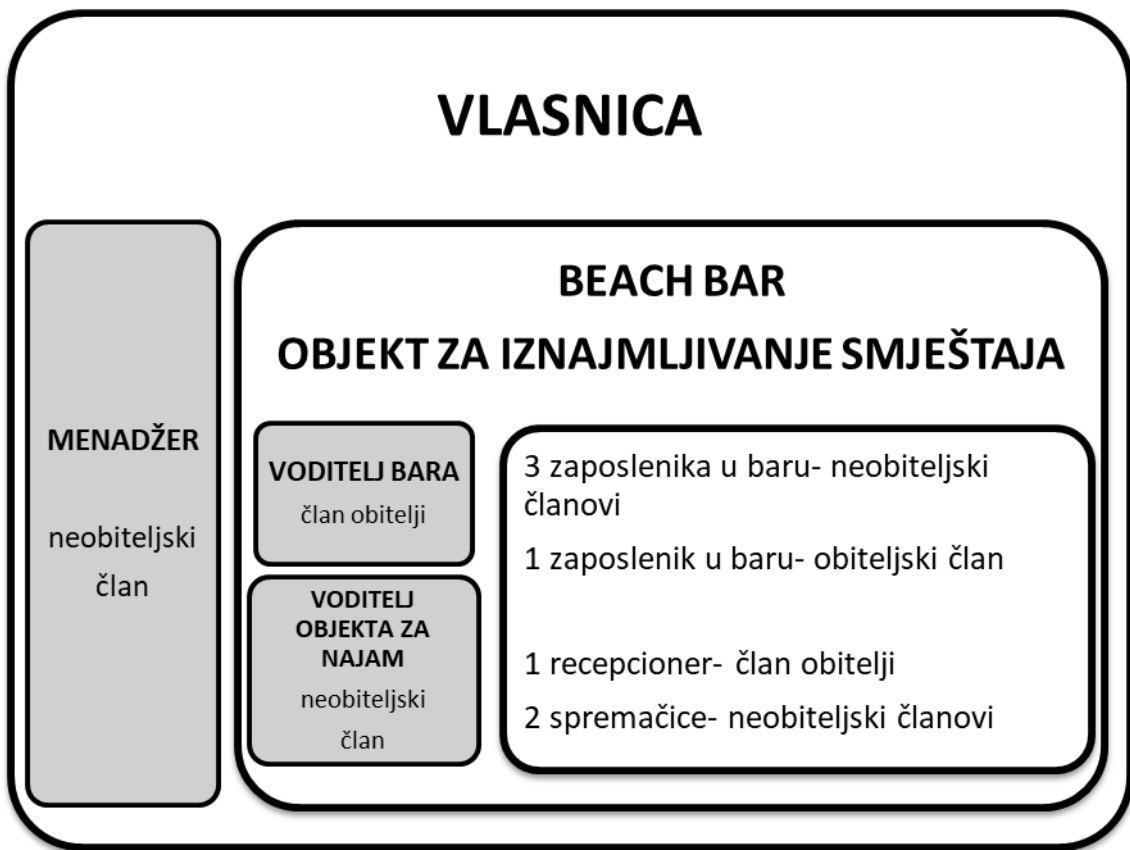 VLASNICA
MENADŽER
neobiteljski
član
BEACH BAR
OBJEKT ZA IZNAJMLJIVANJE SMJEŠTAJA
VODITELJ BARA
član obitelji
VODITELJ
OBJEKTA ZA
NAJAM
neobiteljski
član
3 zaposlenika u baru- neobiteljski
članovi
1 zaposlenik u baru- obiteljski član
1 recepcioner- član obitelji
2 spremačice- neobiteljski članovi